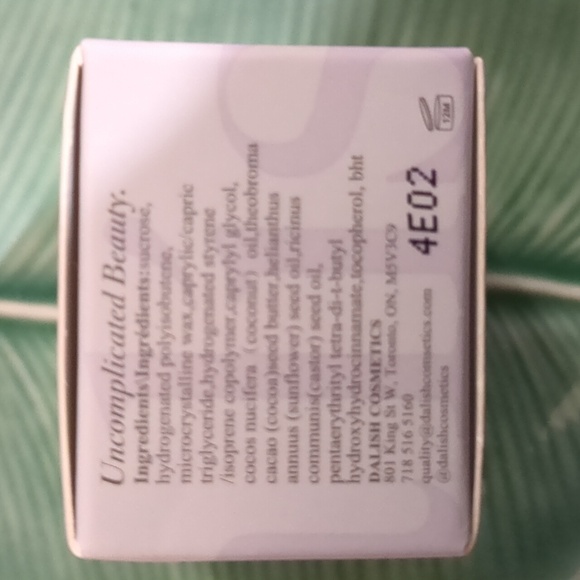 Uncomplicated Beauty.
Ingredients\Ingrédients:sucrose,
hydrogenated polyisobutene,
microcrystalline wax,caprylic/capric
triglyceride,hydrogenated styrene
/isoprene copolymer,caprylyl glycol,
cocos nucifera (coconut) oil,theobroma
cacao (cocoa)seed butter,helianthus
annuus (sunflower) seed oil,ricinus
communis(castor) seed oil,
pentaerythrityl tetra-di-t-butyl
hydroxyhydrocinnamate,tocopherol, bht
DALISH COSMETICS
801 King St W, Toronto, ON, M5V3C9
718 516 5160
quality@dalishcosmetics.com
@dalishcosmetics
4E02
12M